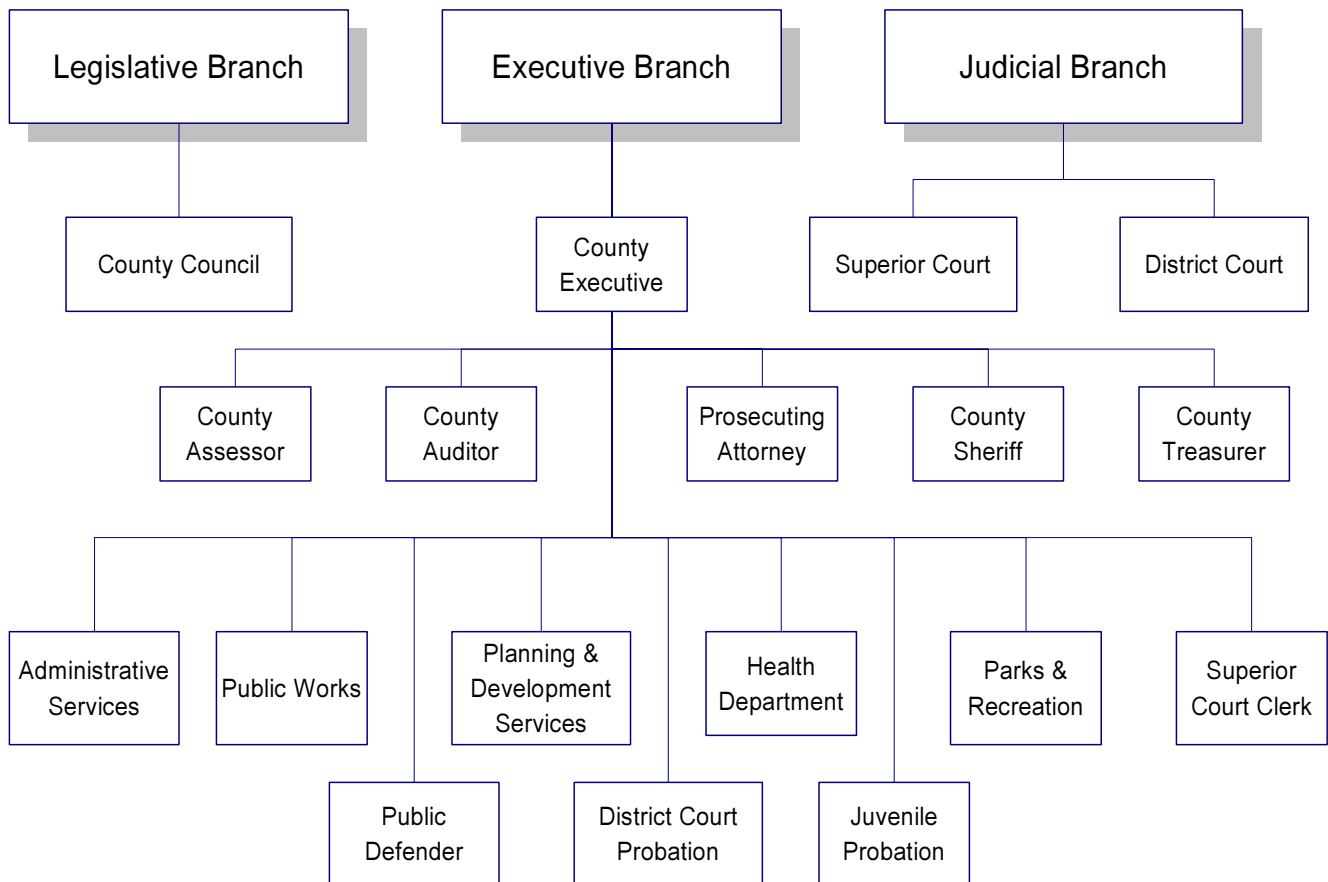 Legislative Branch
Executive Branch
Judicial Branch
County Council
County
Executive
Superior Court
District Court
County
Assessor
County
Auditor
Prosecuting
Attorney
County
Sheriff
County
Treasurer
Administrative
Services
Public Works
Planning &
Development
Services
Health
Department
Parks &
Recreation
Superior
Court Clerk
Public
Defender
District Court
Probation
Juvenile
Probation